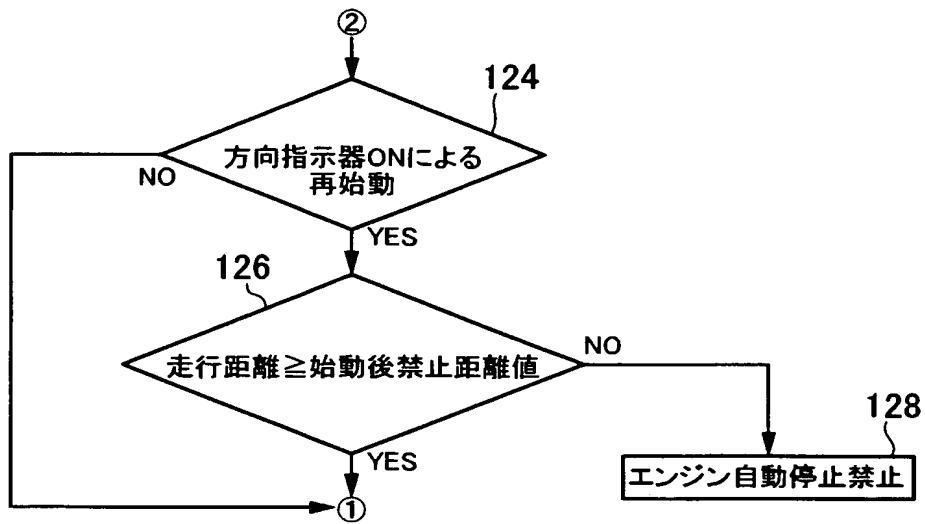 ②
124
方向指示器ONによる
再始動
NO
YES
126
走行距離≧始動後禁止距離値
NO
128
YES
エンジン自動停止禁止
①